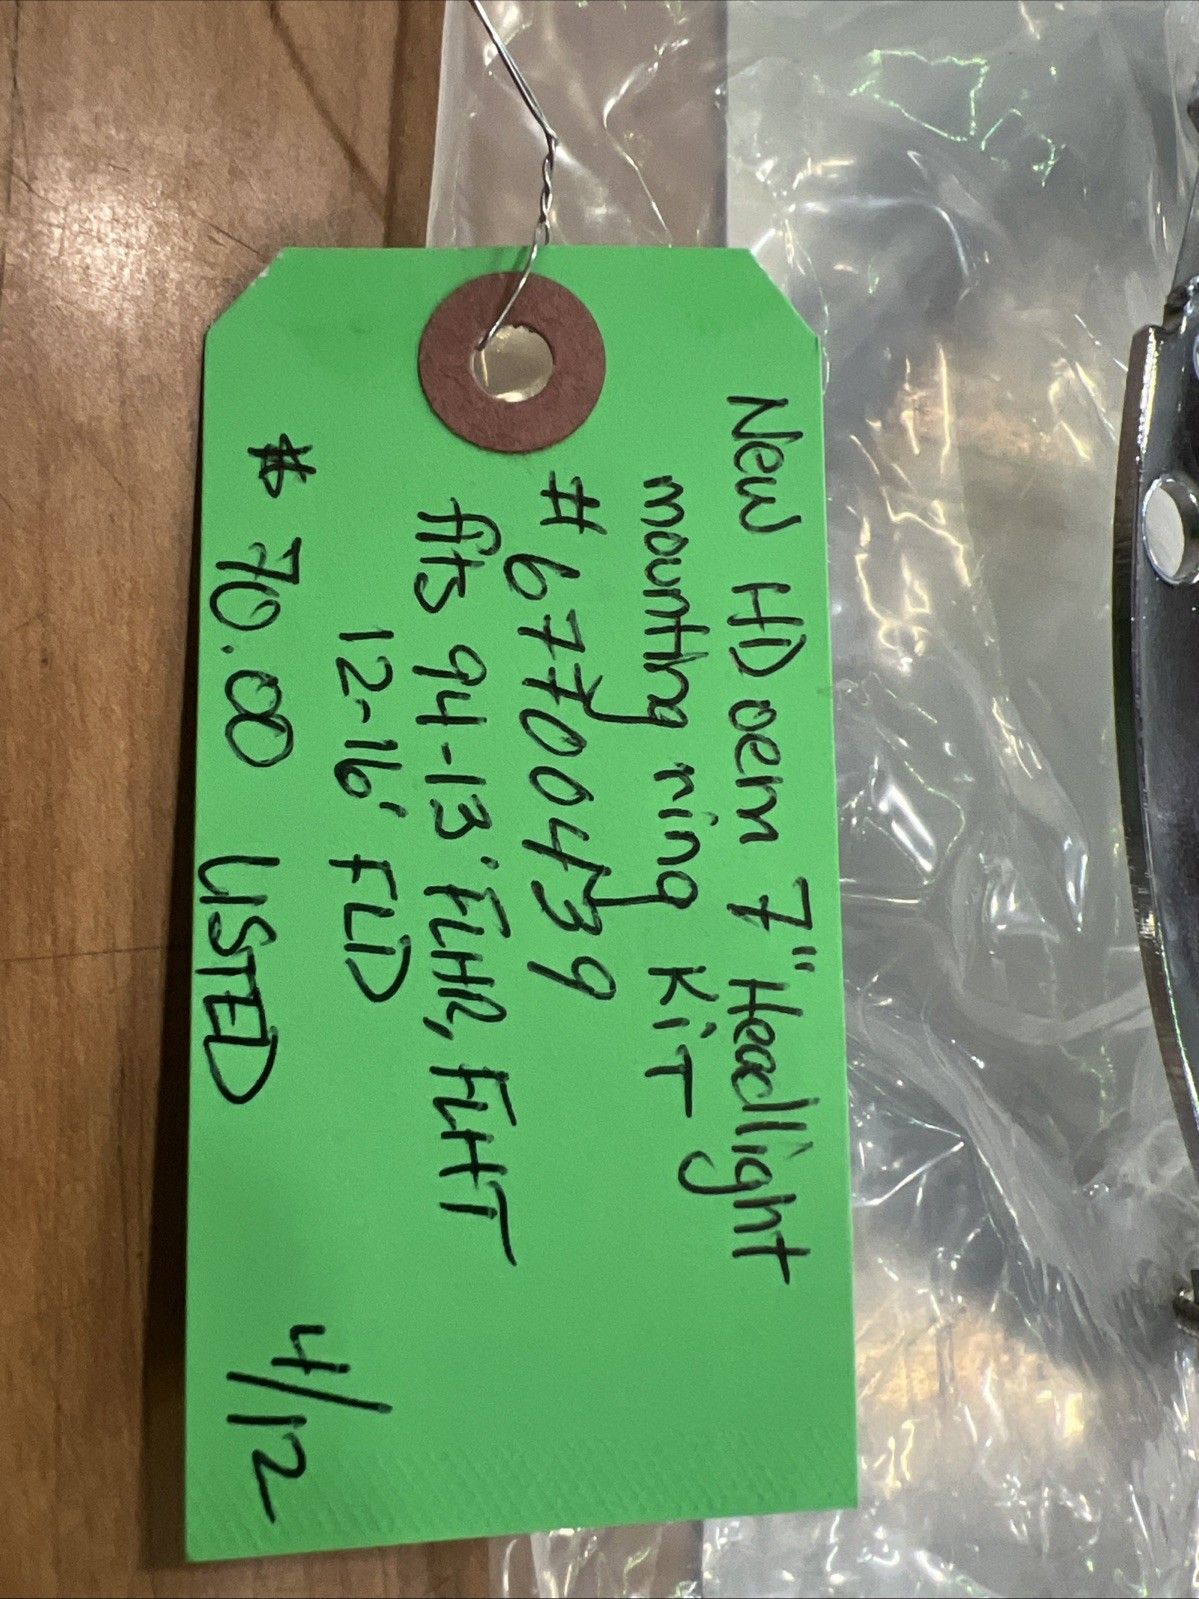 New HD oem 7" Headlight
mounting ring KiT
# 67700439
fits 94-13' FLHR, FLHT
12-16' FLD
$ 70.00 LISTED
4/12